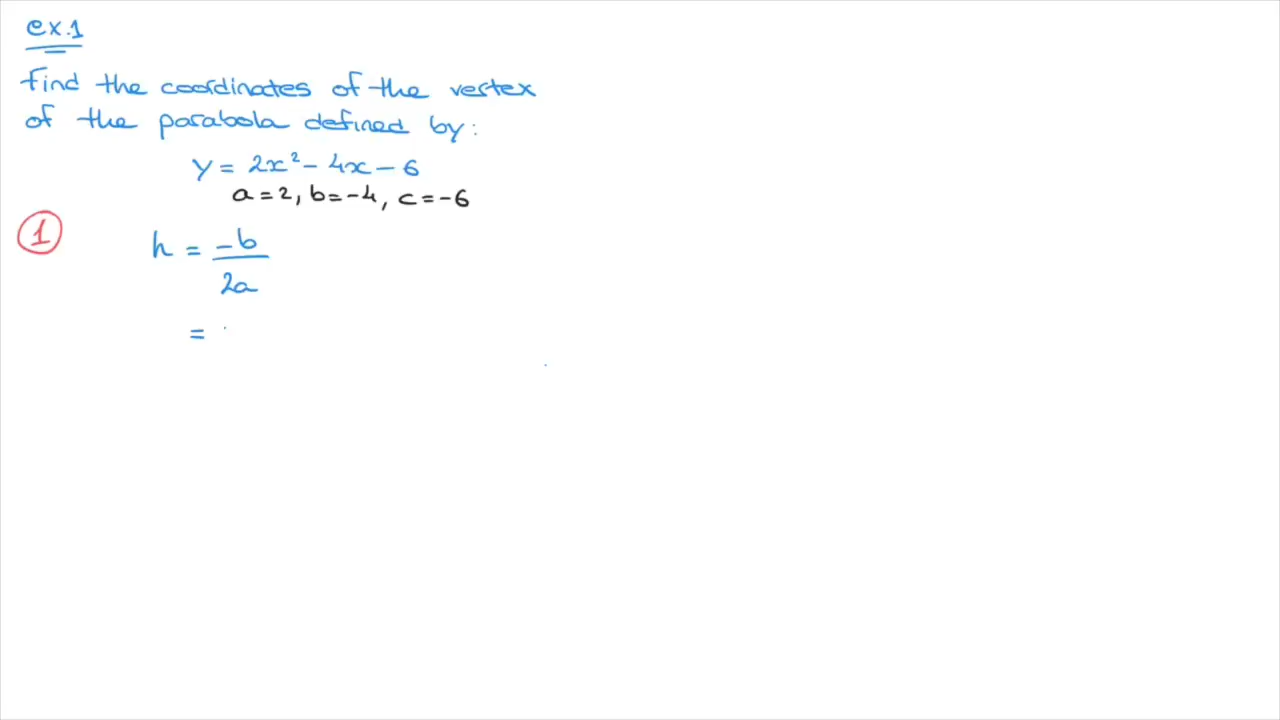 ex.1
Find the coordinates of the vertex
of the parabola defined by:
y = 2x² - 4x - 6
a = 2, b = -4, c = -6
1
h = -b
2a
=